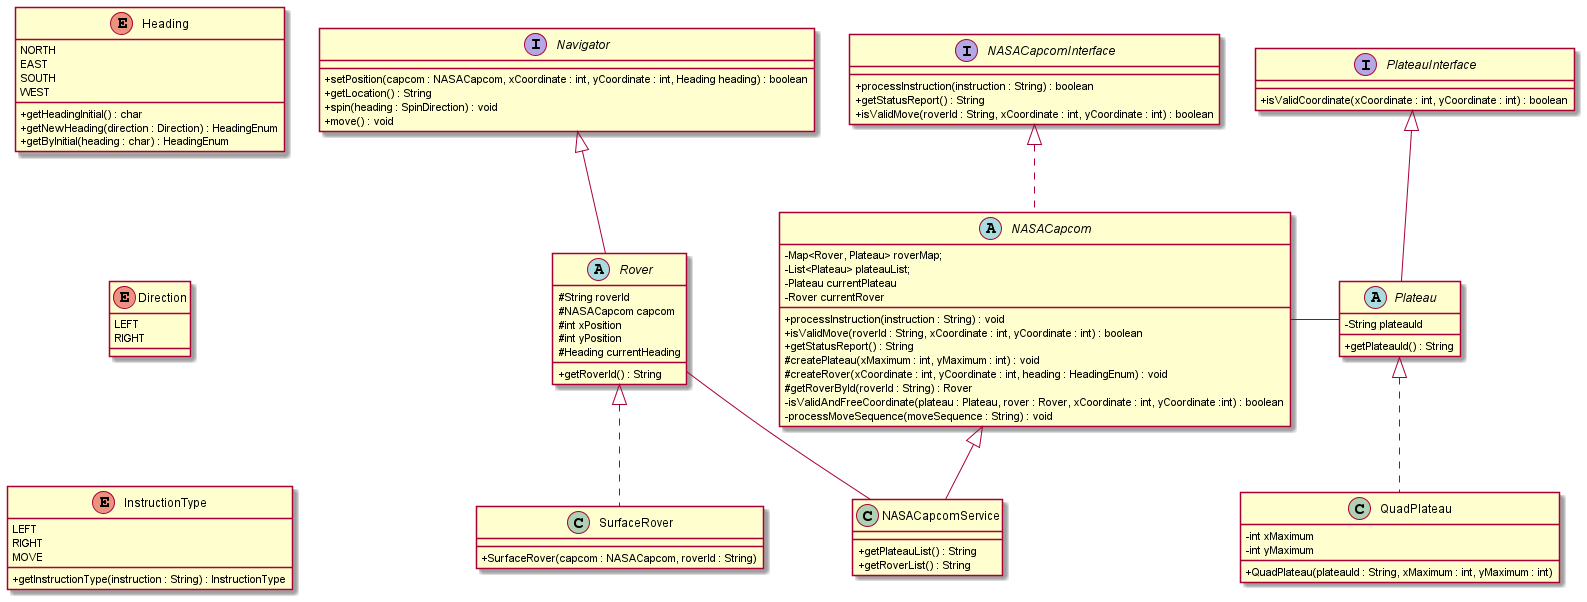 E Heading
NORTH
EAST
SOUTH
WEST
+getHeadingInitial() : char
+getNewHeading(direction : Direction) : HeadingEnum
+getByInitial(heading : char) : HeadingEnum
I Navigator
+setPosition(capcom : NASACapcom, xCoordinate : int, yCoordinate : int, Heading heading) : boolean
+getLocation() : String
+spin(heading : SpinDirection) : void
+move() : void
I NASACapcomInterface
+processInstruction(instruction : String) : boolean
+getStatusReport() : String
+isValidMove(roverId : String, xCoordinate : int, yCoordinate : int) : boolean
I PlateauInterface
+isValidCoordinate(xCoordinate : int, yCoordinate : int) : boolean
E Direction
LEFT
RIGHT
A Rover
#String roverId
#NASACapcom capcom
#int xPosition
#int yPosition
#Heading currentHeading
+getRoverId() : String
A NASACapcom
-Map<Rover, Plateau> roverMap;
-List<Plateau> plateauList;
-Plateau currentPlateau
-Rover currentRover
+processInstruction(instruction : String) : void
+isValidMove(roverId : String, xCoordinate : int, yCoordinate : int) : boolean
+getStatusReport() : String
#createPlateau(xMaximum : int, yMaximum : int) : void
#createRover(xCoordinate : int, yCoordinate : int, heading : HeadingEnum) : void
#getRoverById(roverId : String) : Rover
-isValidAndFreeCoordinate(plateau : Plateau, rover : Rover, xCoordinate : int, yCoordinate :int) : boolean
-processMoveSequence(moveSequence : String) : void
A Plateau
-String plateauId
+getPlateauId() : String
E InstructionType
LEFT
RIGHT
MOVE
+getInstructionType(instruction : String) : InstructionType
C SurfaceRover
+SurfaceRover(capcom : NASACapcom, roverId : String)
C NASACapcomService
+getPlateauList() : String
+getRoverList() : String
C QuadPlateau
-int xMaximum
-int yMaximum
+QuadPlateau(plateauId : String, xMaximum : int, yMaximum : int)